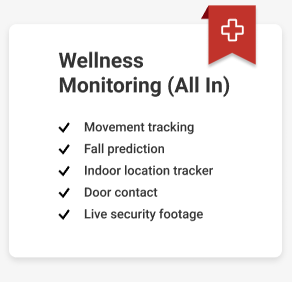 Wellness
Monitoring (All In)
Movement tracking
Fall prediction
Indoor location tracker
Door contact
Live security footage